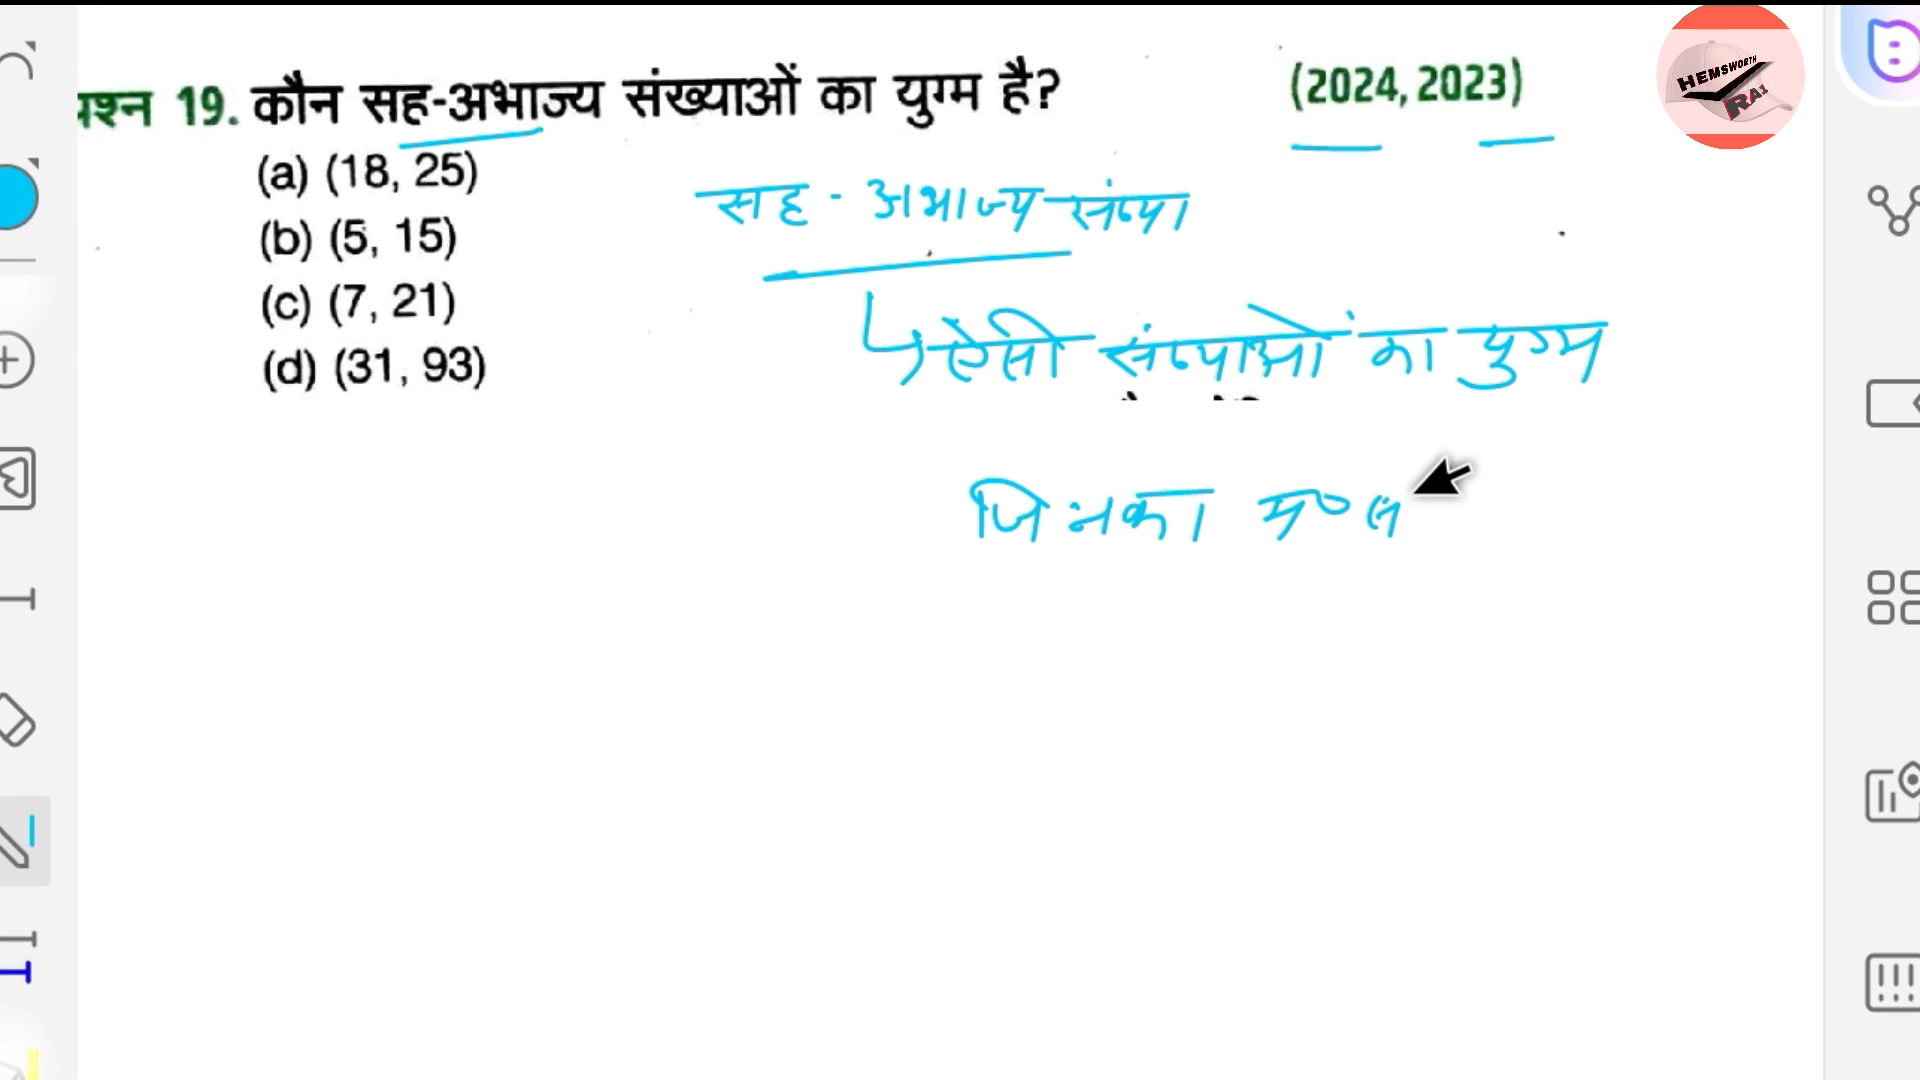 प्रश्न 19. कौन सह-अभाज्य संख्याओं का युग्म है? (2024, 2023)
(a) (18, 25)
(b) (5, 15)
(c) (7, 21)
(d) (31, 93)
सह - अभाज्य संख्या
ऐसी संख्याओं का युग्म
जिनका म० स
HEMSWORTH
RAI